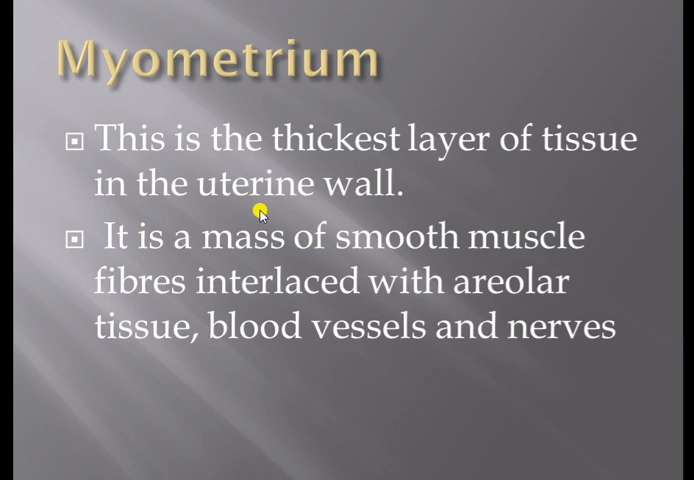 Myometrium
This is the thickest layer of tissue
in the uterine wall.
It is a mass of smooth muscle
fibres interlaced with areolar
tissue, blood vessels and nerves